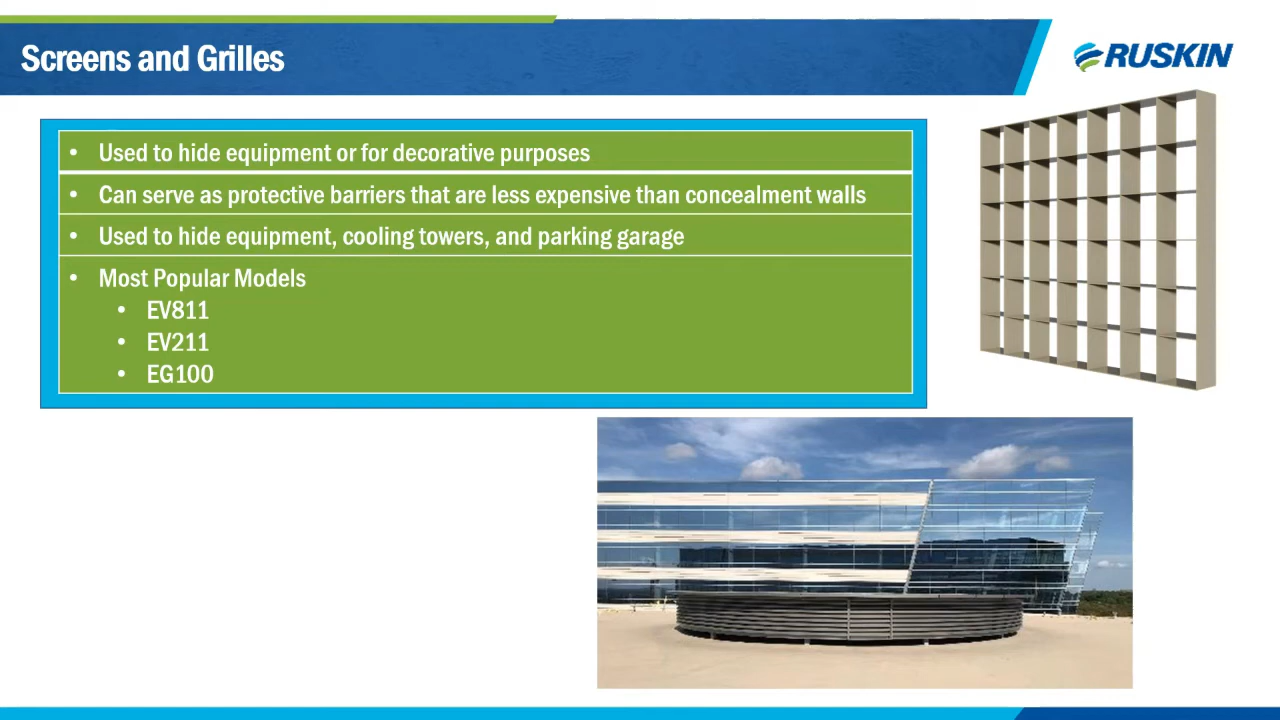 Screens and Grilles
RUSKIN
• Used to hide equipment or for decorative purposes
• Can serve as protective barriers that are less expensive than concealment walls
• Used to hide equipment, cooling towers, and parking garage
• Most Popular Models
• EV811
• EV211
• EG100